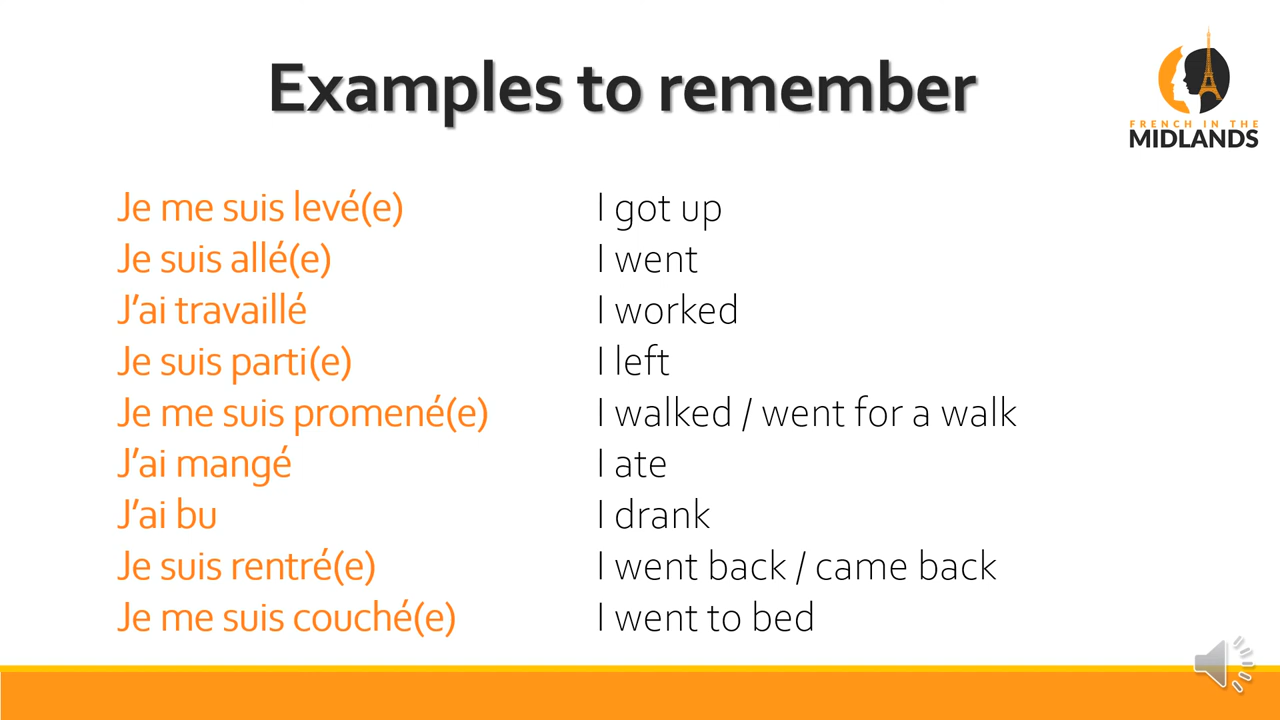 Examples to remember
FRENCH IN THE
MIDLANDS
Je me suis levé(e) I got up
Je suis allé(e) I went
J’ai travaillé I worked
Je suis parti(e) I left
Je me suis promené(e) I walked / went for a walk
J’ai mangé I ate
J’ai bu I drank
Je suis rentré(e) I went back / came back
Je me suis couché(e) I went to bed